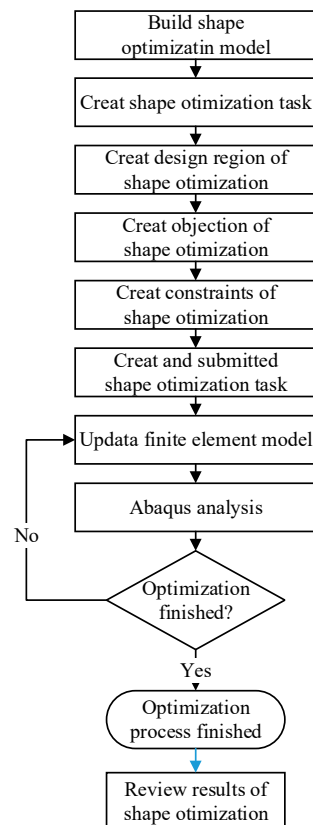 Build shape
optimizatin model
Creat shape otimization task
Creat design region of
shape otimization
Creat objection of
shape otimization
Creat constraints of
shape otimization
Creat and submitted
shape otimization task
Updata finite element model
Abaqus analysis
No
Optimization
finished?
Yes
Optimization
process finished
Review results of
shape otimization